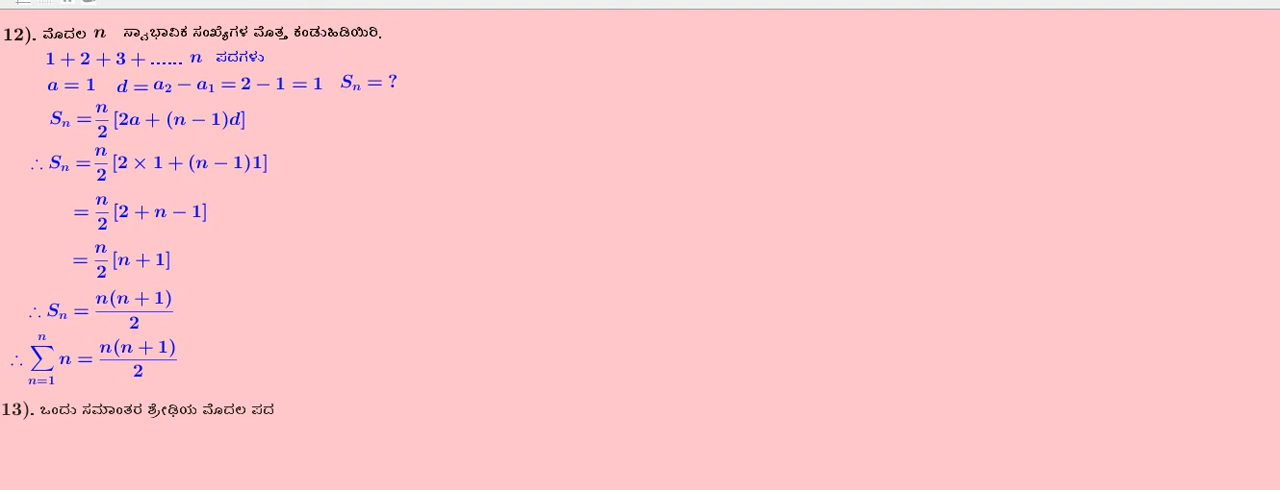 12). ಮೊದಲ n ಸ್ವಾಭಾವಿಕ ಸಂಖ್ಯೆಗಳ ಮೊತ್ತ ಕಂಡುಹಿಡಿಯಿರಿ.
1 + 2 + 3 + ...... n ಪದಗಳು
a = 1 d = a₂ − a₁ = 2 − 1 = 1 Sₙ = ?
Sₙ = n/2 [2a + (n − 1)d]
∴ Sₙ = n/2 [2 × 1 + (n − 1)1]
= n/2 [2 + n − 1]
= n/2 [n + 1]
∴ Sₙ = n(n + 1)/2
∴ ∑ₙ₌₁ⁿ n = n(n + 1)/2
13). ಒಂದು ಸಮಾಂತರ ಶ್ರೇಢಿಯ ಮೊದಲ ಪದ